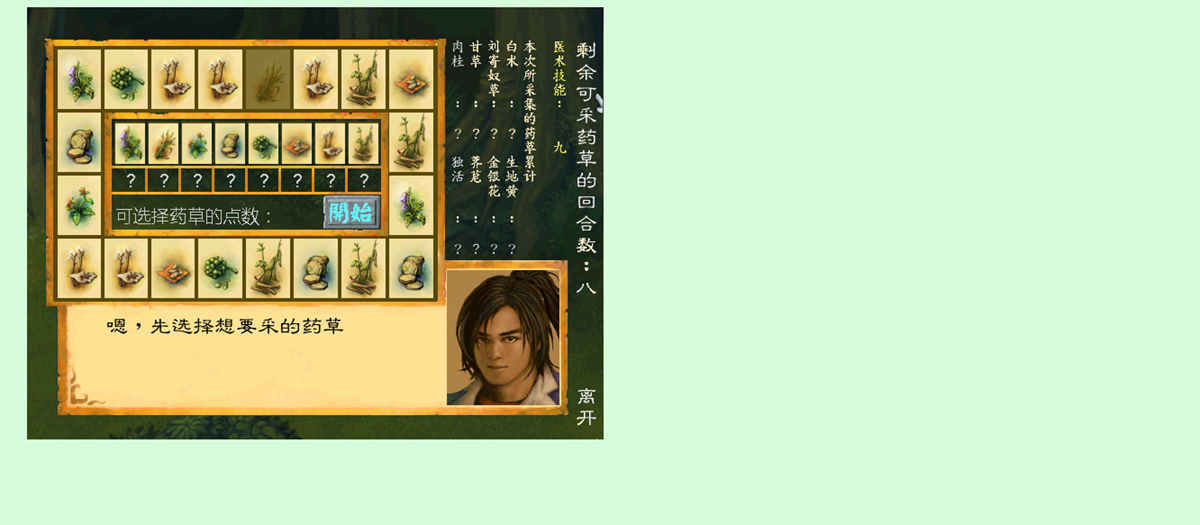 剩余可采药草的回合数：八
医术技能：九
本次所采集的药草累计
白术：？ 生地黄：？
刘寄奴草：？ 金银花：？
甘草：？ 荠苨：？
肉桂：？ 独活：？
？ ？ ？ ？ ？ ？ ？ ？
可选择药草的点数：
開始
嗯，先选择想要采的药草
离开